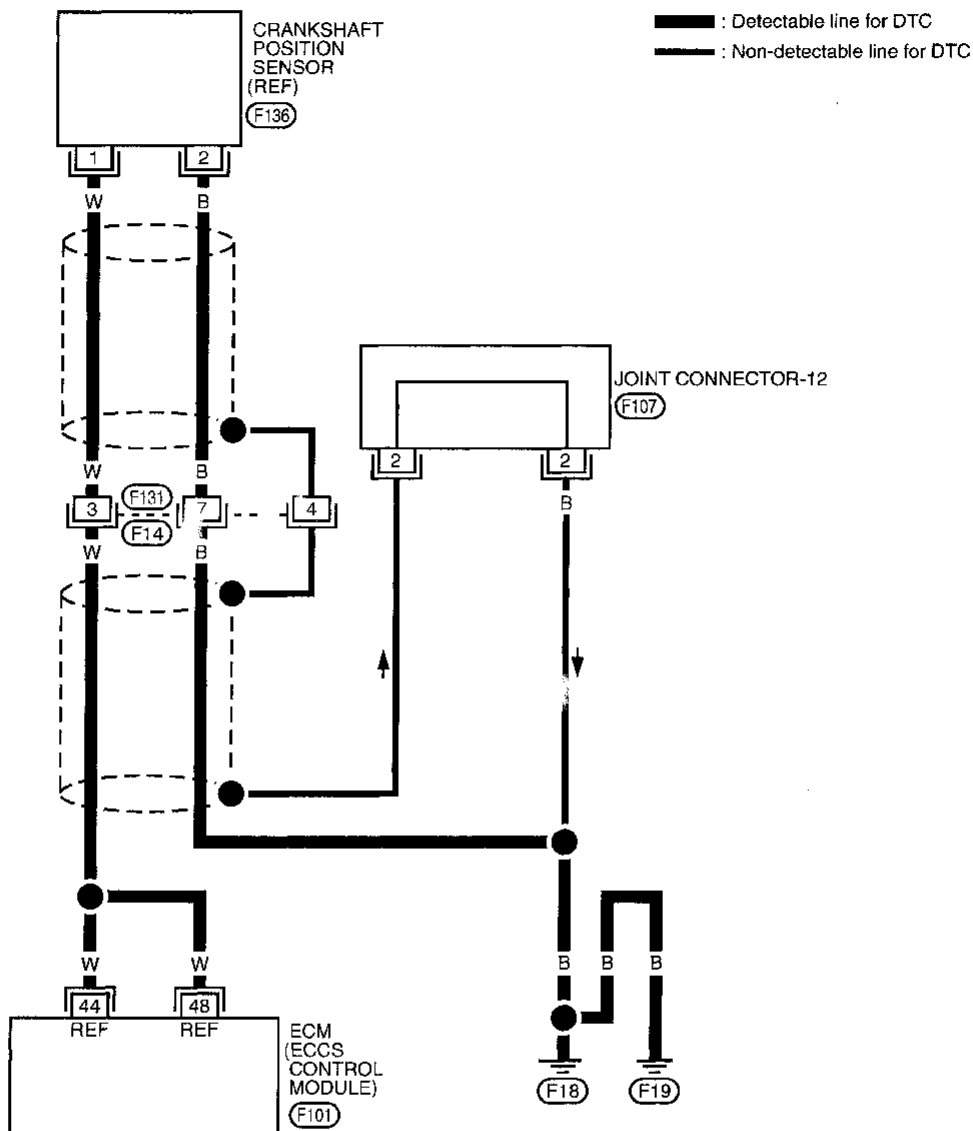 CRANKSHAFT
POSITION
SENSOR
(REF)
F136
: Detectable line for DTC
: Non-detectable line for DTC
1 2
W B
JOINT CONNECTOR-12
F107
2 2
W B B
3 F131 7 4
F14
W B
W W B B B
44 48
REF REF
ECM
(ECCS
CONTROL
MODULE)
F101
F18 F19